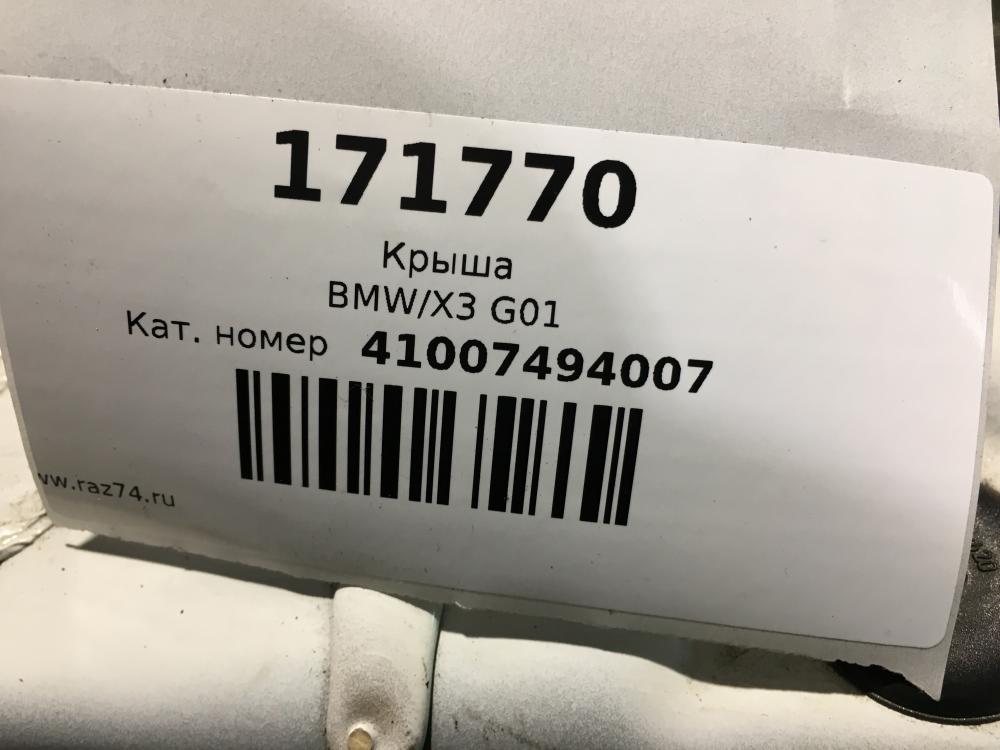 171770
Крыша
BMW/X3 G01
Кат. номер 41007494007
vw.raz74.ru